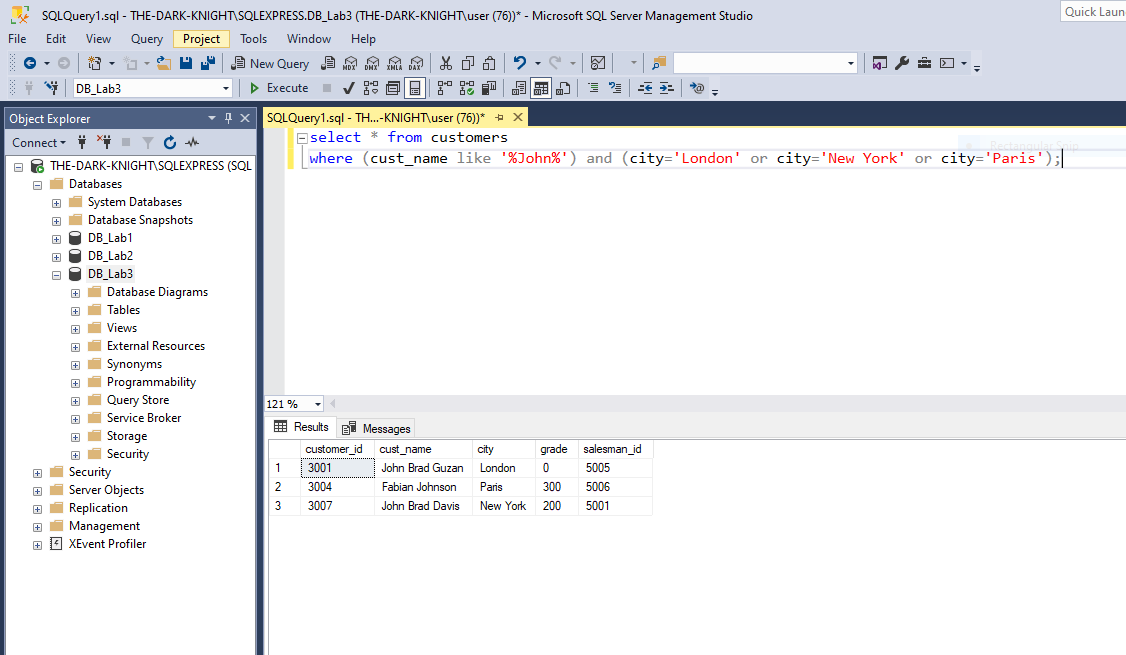 SQLQuery1.sql - THE-DARK-KNIGHT\SQLEXPRESS.DB_Lab3 (THE-DARK-KNIGHT\user (76))* - Microsoft SQL Server Management Studio
Quick Laun
File Edit View Query Project Tools Window Help
New Query MDX DMX XMLA DAX
DB_Lab3 Execute
Object Explorer
SQLQuery1.sql - TH...-KNIGHT\user (76))*
Connect
THE-DARK-KNIGHT\SQLEXPRESS (SQL
Databases
System Databases
Database Snapshots
DB_Lab1
DB_Lab2
DB_Lab3
Database Diagrams
Tables
Views
External Resources
Synonyms
Programmability
Query Store
Service Broker
Storage
Security
Security
Server Objects
Replication
Management
XEvent Profiler
select * from customers
where (cust_name like '%John%') and (city='London' or city='New York' or city='Paris');
Rectangular Snip
121 %
Results Messages
customer_id cust_name city grade salesman_id
1 3001 John Brad Guzan London 0 5005
2 3004 Fabian Johnson Paris 300 5006
3 3007 John Brad Davis New York 200 5001